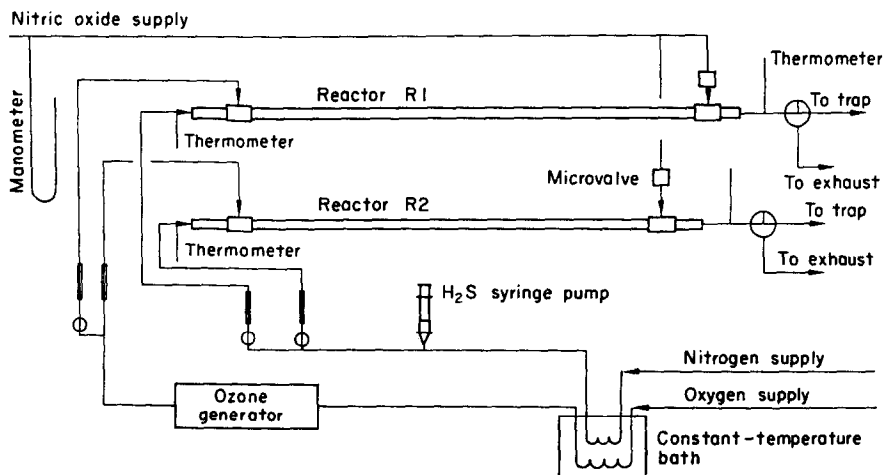 Nitric oxide supply
Thermometer
Reactor R1
To trap
Manometer
Thermometer
To exhaust
Microvalve
Reactor R2
To trap
Thermometer
To exhaust
H₂S syringe pump
Nitrogen supply
Ozone
generator
Oxygen supply
Constant-temperature
bath